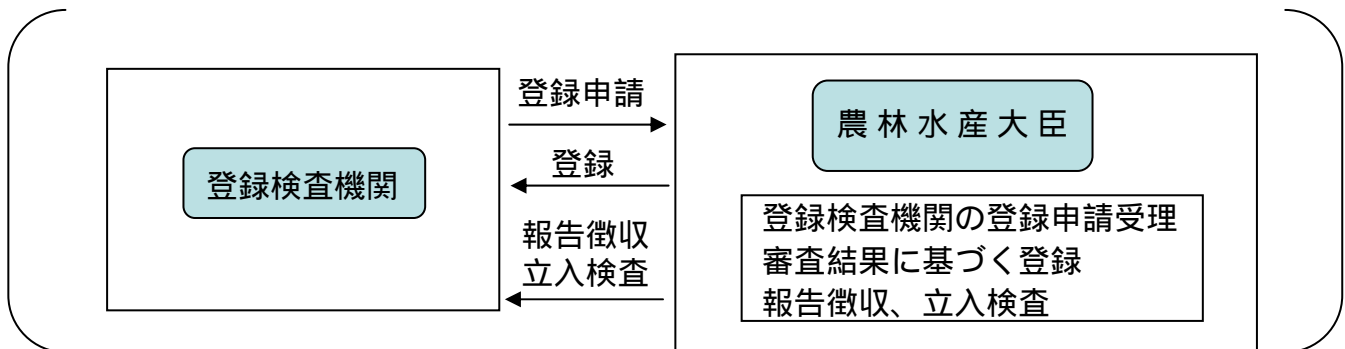 登録検査機関
登録申請
登録
報告徴収
立入検査
農林水産大臣
登録検査機関の登録申請受理
審査結果に基づく登録
報告徴収、立入検査